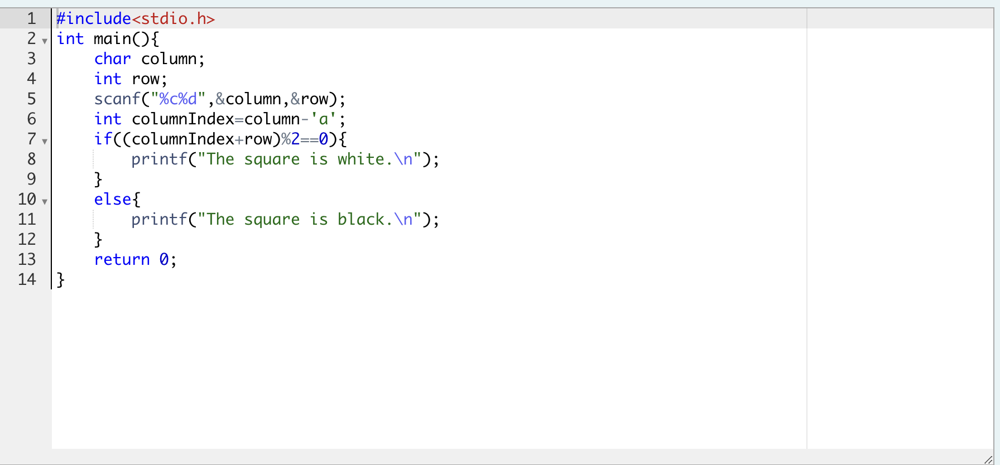 1 #include<stdio.h>
2 int main(){
3     char column;
4     int row;
5     scanf("%c%d",&column,&row);
6     int columnIndex=column-'a';
7     if((columnIndex+row)%2==0){
8         printf("The square is white.\n");
9     }
10     else{
11         printf("The square is black.\n");
12     }
13     return 0;
14 }